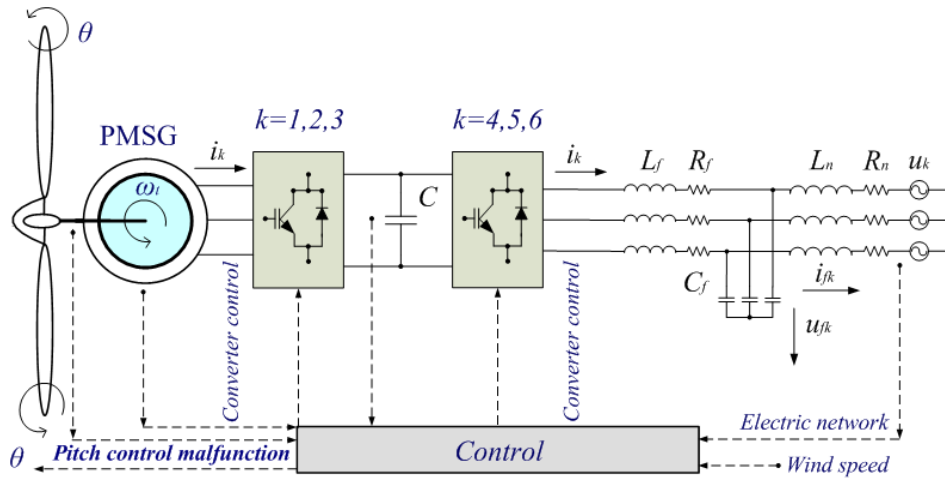 θ
PMSG
k=1,2,3
k=4,5,6
ik
ik
Lf
Rf
Ln
Rn
uk
ωt
C
Cf
ifk
ufk
Converter control
Converter control
Electric network
Pitch control malfunction
Control
θ
Wind speed